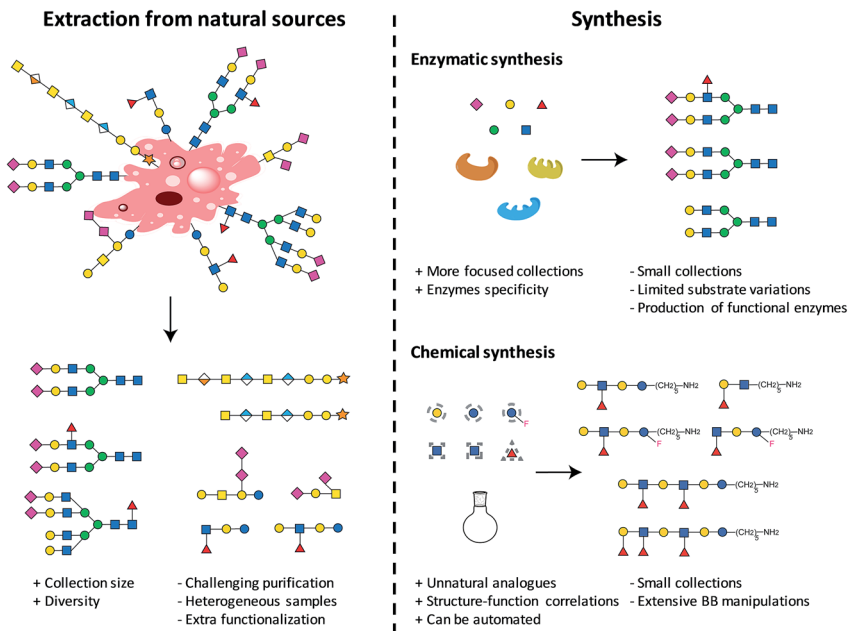 Extraction from natural sources
+ Collection size
+ Diversity
- Challenging purification
- Heterogeneous samples
- Extra functionalization
Synthesis
Enzymatic synthesis
+ More focused collections
+ Enzymes specificity
- Small collections
- Limited substrate variations
- Production of functional enzymes
Chemical synthesis
F
(CH2)5 NH2
(CH2)5 NH2
F (CH2)5 NH2
F (CH2)5 NH2
(CH2)5 NH2
(CH2)5 NH2
+ Unnatural analogues
+ Structure-function correlations
+ Can be automated
- Small collections
- Extensive BB manipulations